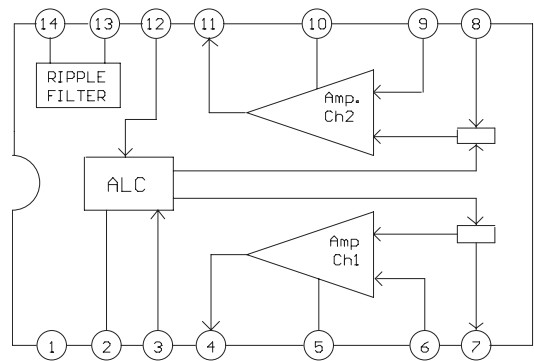 14 13 12 11 10 9 8
RIPPLE
FILTER
Amp.
Ch2
ALC
Amp
Ch1
1 2 3 4 5 6 7